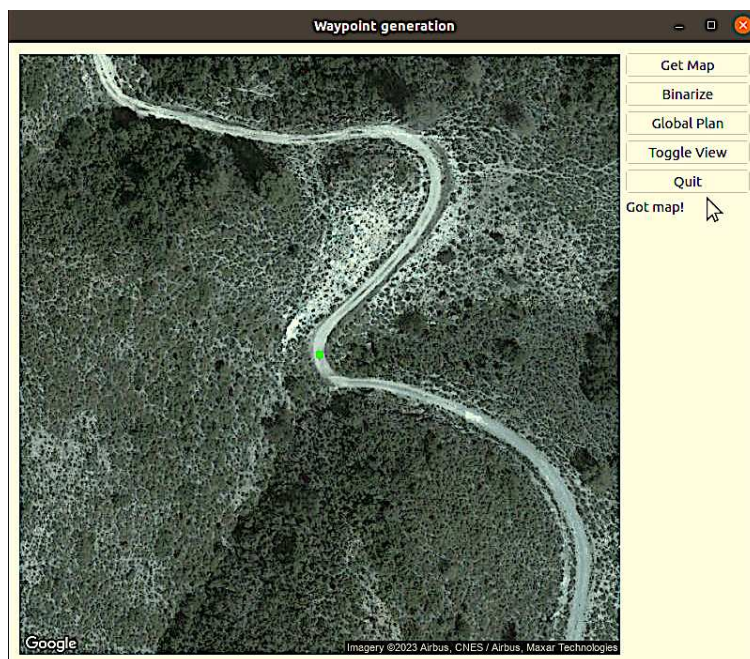 Waypoint generation
Get Map
Binarize
Global Plan
Toggle View
Quit
Got map!
Google
Imagery ©2023 Airbus, CNES / Airbus, Maxar Technologies